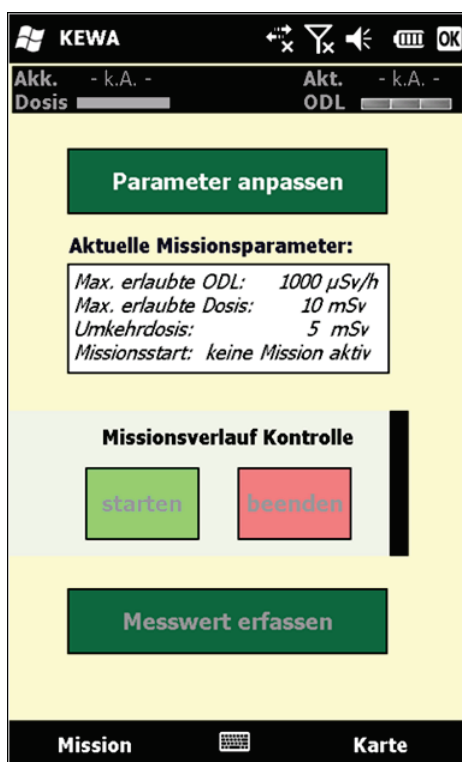 KEWA OK
Akk. - k.A. - Akt. - k.A. -
Dosis ODL
Parameter anpassen
Aktuelle Missionsparameter:
Max. erlaubte ODL: 1000 µSv/h
Max. erlaubte Dosis: 10 mSv
Umkehrdosis: 5 mSv
Missionsstart: keine Mission aktiv
Missionsverlauf Kontrolle
starten beenden
Messwert erfassen
Mission Karte